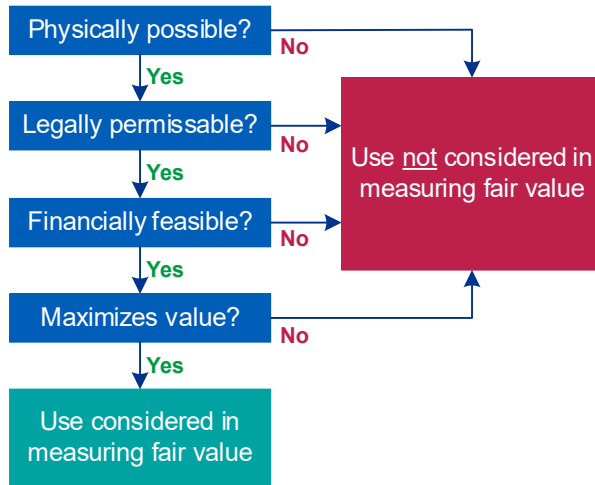 Physically possible?
No
Yes
Legally permissable?
No
Yes
Use not considered in
measuring fair value
Financially feasible?
No
Yes
Maximizes value?
No
Yes
Use considered in
measuring fair value